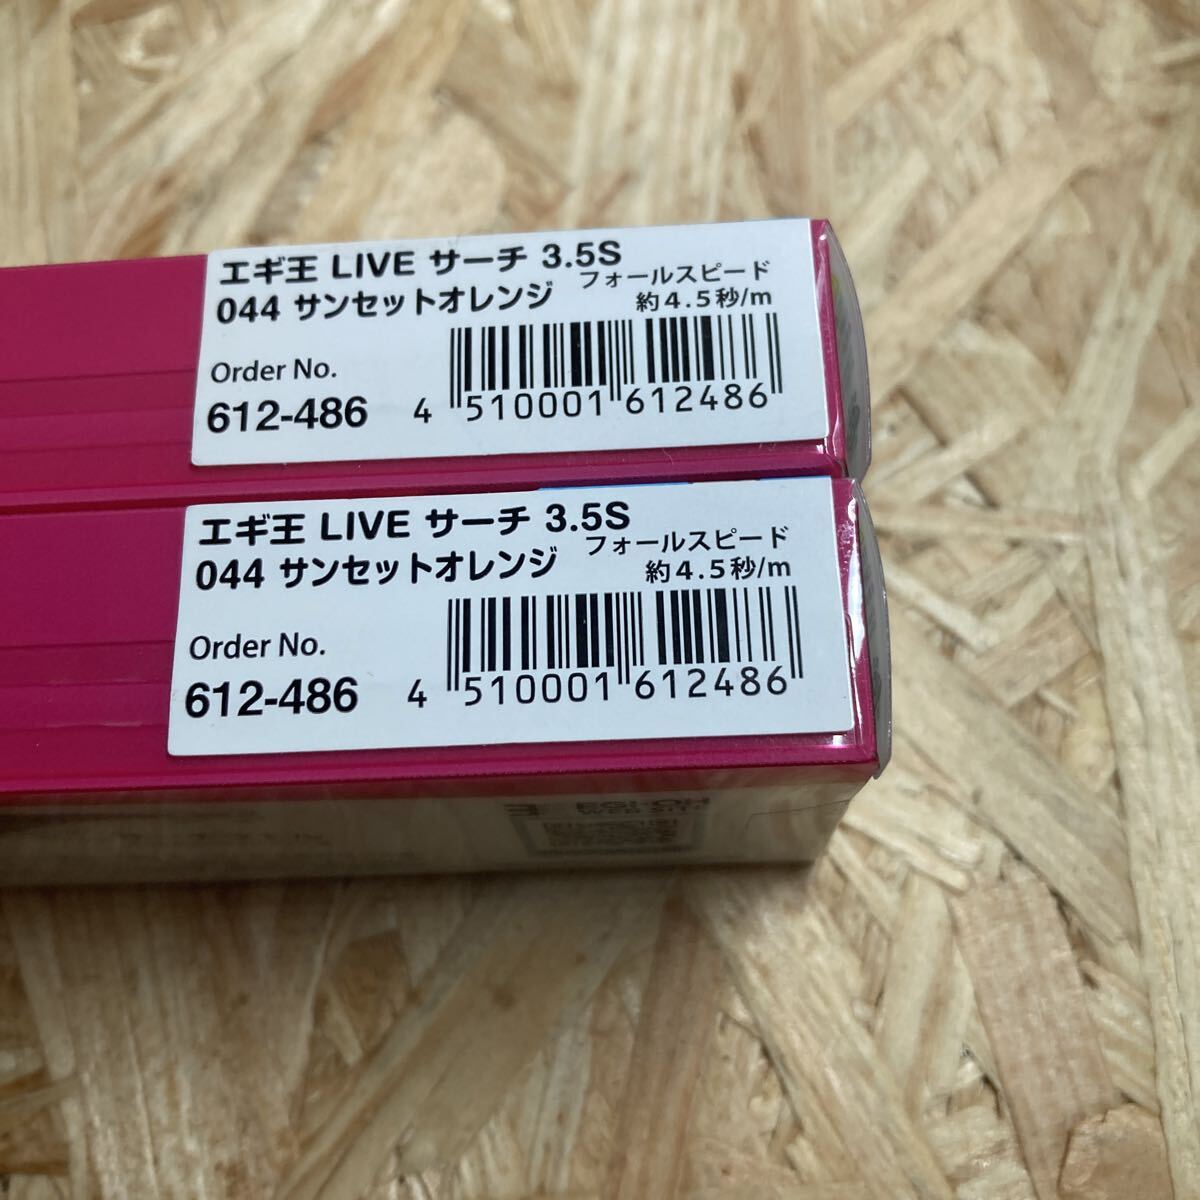 エギ王 LIVE サーチ 3.5S
044 サンセットオレンジ
フォールスピード
約4.5秒/m
Order No.
612-486
4 510001 612486
エギ王 LIVE サーチ 3.5S
044 サンセットオレンジ
フォールスピード
約4.5秒/m
Order No.
612-486
4 510001 612486
EGI-OH